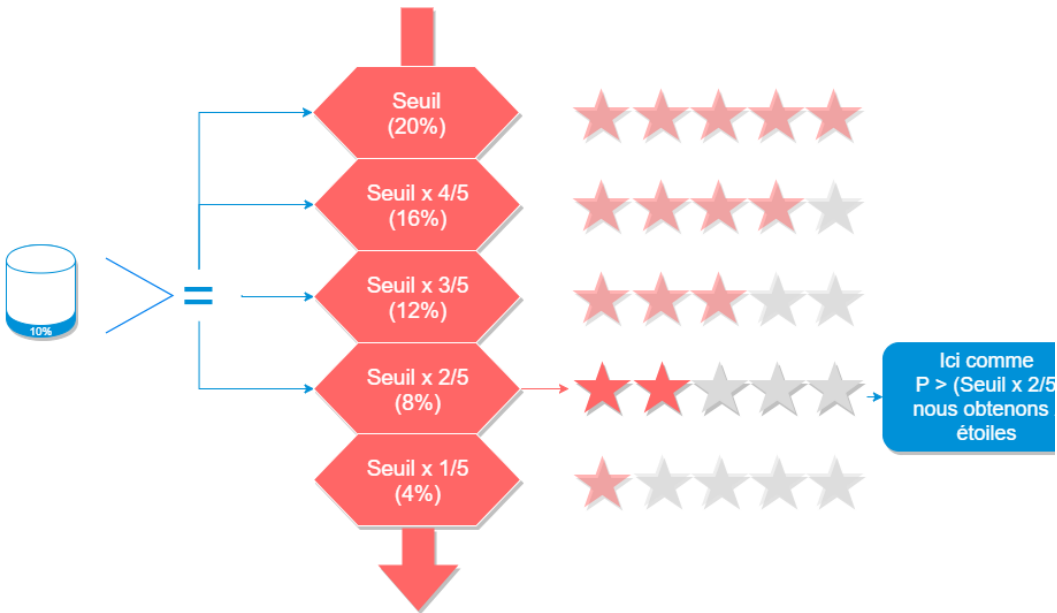 Seuil
(20%)
Seuil x 4/5
(16%)
10%
=
Seuil x 3/5
(12%)
Seuil x 2/5
(8%)
Ici comme
P > (Seuil x 2/5
nous obtenons
étoiles
Seuil x 1/5
(4%)